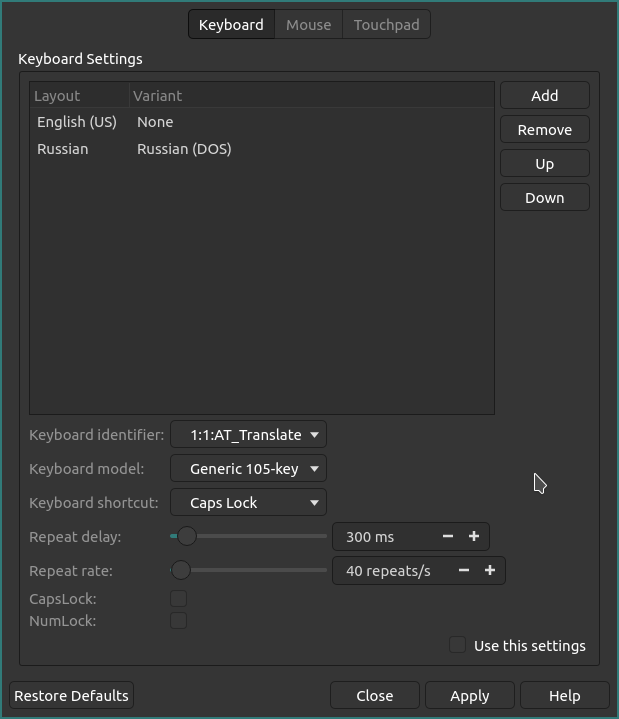 Keyboard Mouse Touchpad
Keyboard Settings
Layout Variant
English (US) None
Russian Russian (DOS)
Add
Remove
Up
Down
Keyboard identifier: 1:1:AT_Translate
Keyboard model: Generic 105-key
Keyboard shortcut: Caps Lock
Repeat delay: 300 ms − +
Repeat rate: 40 repeats/s − +
CapsLock:
NumLock:
Use this settings
Restore Defaults Close Apply Help